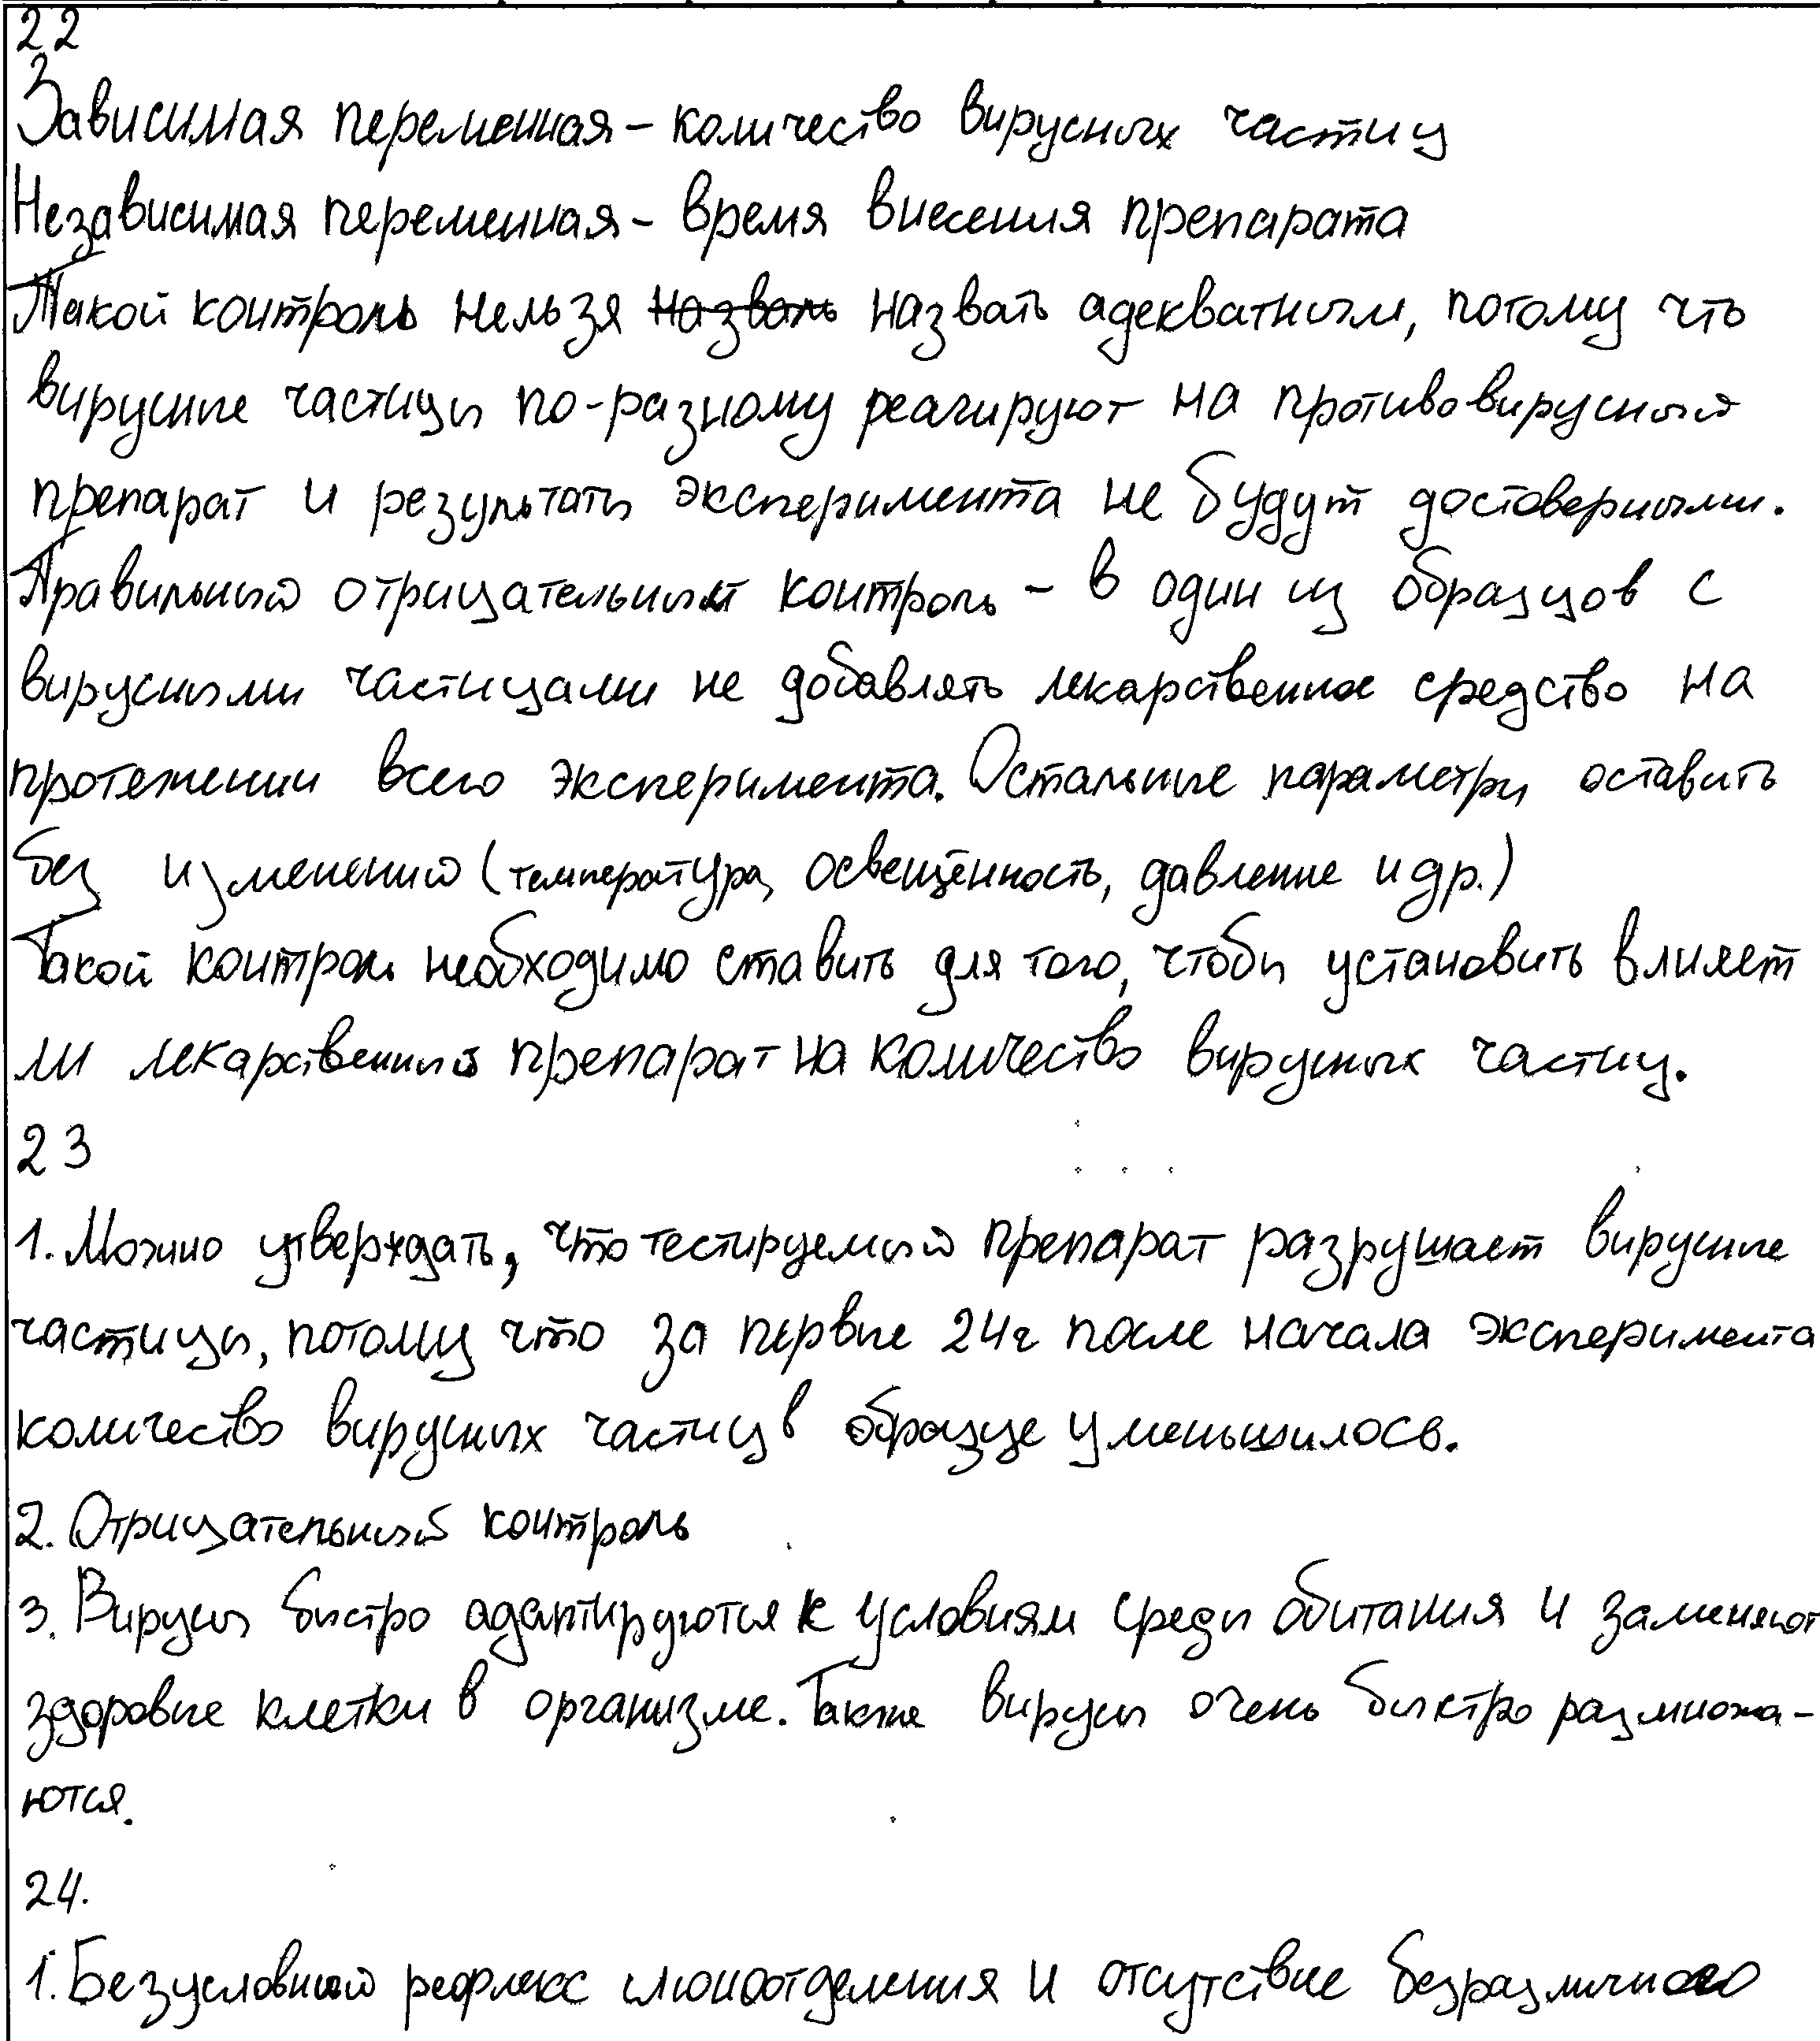 22
Зависимая переменная - количество вирусных частиц
Независимая переменная - время внесения препарата
Такой контроль нельзя назвать назвать адекватным, потому что
вирусные частицы по-разному реагируют на противовирусный
препарат и результаты эксперимента не будут достоверными.
Правильный отрицательный контроль - в один из образцов с
вирусными частицами не добавлять лекарственное средство на
протяжении всего эксперимента. Остальные параметры оставить
без изменений (температура, освещённость, давление и др.)
Такой контроль необходимо ставить для того, чтобы установить влияет
ли лекарственный препарат на количество вирусных частиц.
23
1. Можно утверждать, что тестируемый препарат разрушает вирусные
частицы, потому что за первые 24ч после начала эксперимента
количество вирусных частиц в образце уменьшилось.
2. Отрицательный контроль
3. Вирусы быстро адаптируются к условиям среды обитания и заменяют
здоровые клетки в организме. Также вирусы очень быстро размножа-
ются.
24.
1. Безусловный рефлекс слюноотделения и отсутствие безразличного